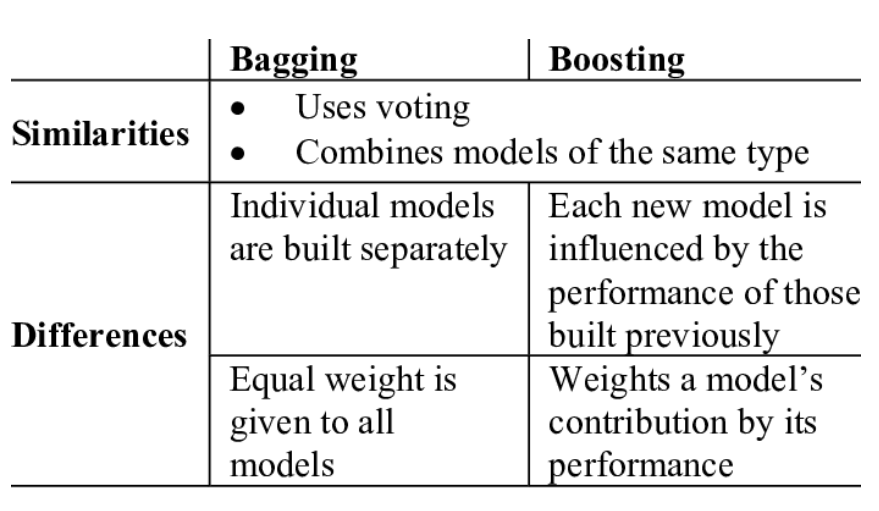 Bagging Boosting
Similarities
• Uses voting
• Combines models of the same type
Differences
Individual models
are built separately
Each new model is
influenced by the
performance of those
built previously
Equal weight is
given to all
models
Weights a model’s
contribution by its
performance